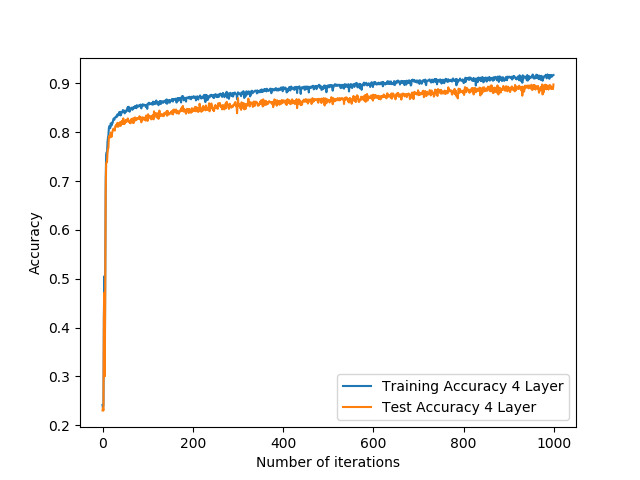 0.9
0.8
0.7
0.6
0.5
0.4
0.3
0.2
Accuracy
0 200 400 600 800 1000
Number of iterations
Training Accuracy 4 Layer
Test Accuracy 4 Layer